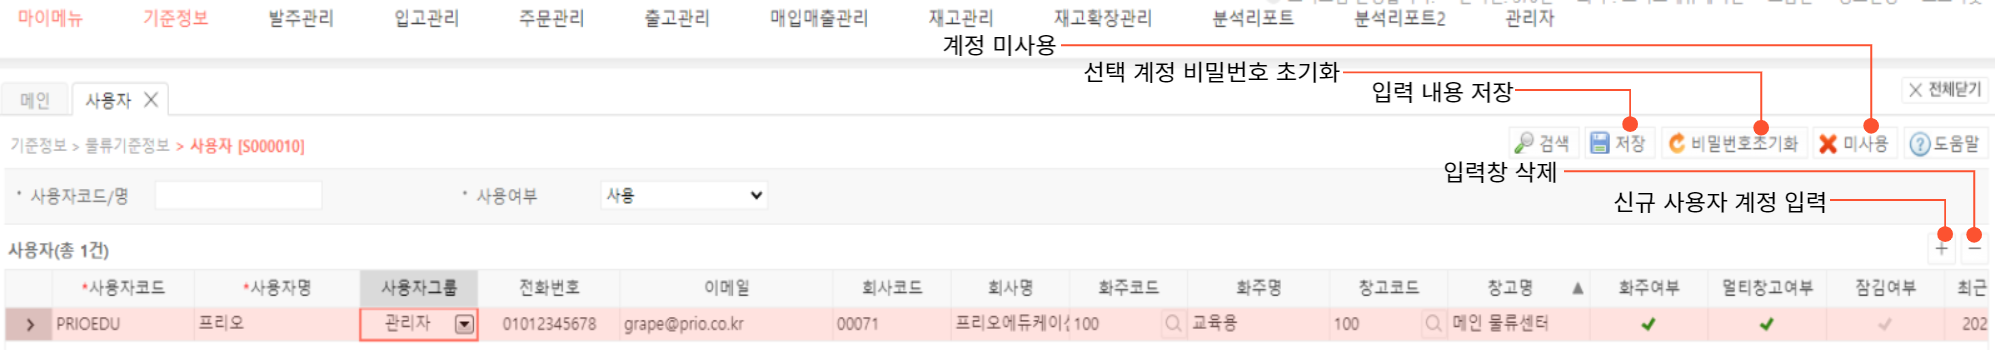 마이메뉴 기준정보 발주관리 입고관리 주문관리 출고관리 매입매출관리 재고관리 재고확장관리 분석리포트 분석리포트2 관리자
계정 미사용
선택 계정 비밀번호 초기화
입력 내용 저장
메인 사용자 전체닫기
기준정보 > 물류기준정보 > 사용자 [S000010] 검색 저장 비밀번호초기화 미사용 도움말
입력창 삭제
* 사용자코드/명 * 사용여부 사용
신규 사용자 계정 입력
사용자(총 1건) + −
*사용자코드 *사용자명 사용자그룹 전화번호 이메일 회사코드 회사명 화주코드 화주명 창고코드 창고명 ▲ 화주여부 멀티창고여부 잠김여부 최근
> PRIOEDU 프리오 관리자 01012345678 grape@prio.co.kr 00071 프리오에듀케이션 100 교육용 100 메인 물류센터 202